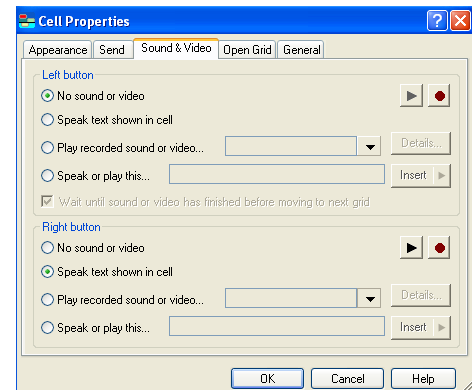 Cell Properties
Appearance Send Sound & Video Open Grid General
Left button
No sound or video
Speak text shown in cell
Play recorded sound or video... Details...
Speak or play this... Insert
Wait until sound or video has finished before moving to next grid
Right button
No sound or video
Speak text shown in cell
Play recorded sound or video... Details...
Speak or play this... Insert
OK Cancel Help